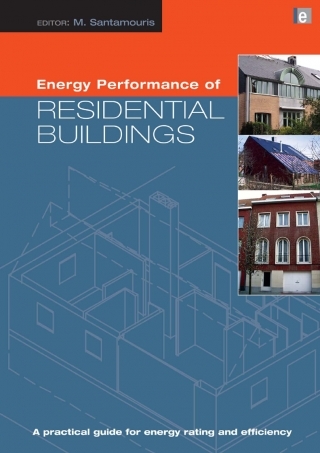 EDITOR: M. Santamouris
e
Energy Performance of
RESIDENTIAL
BUILDINGS
A practical guide for energy rating and efficiency